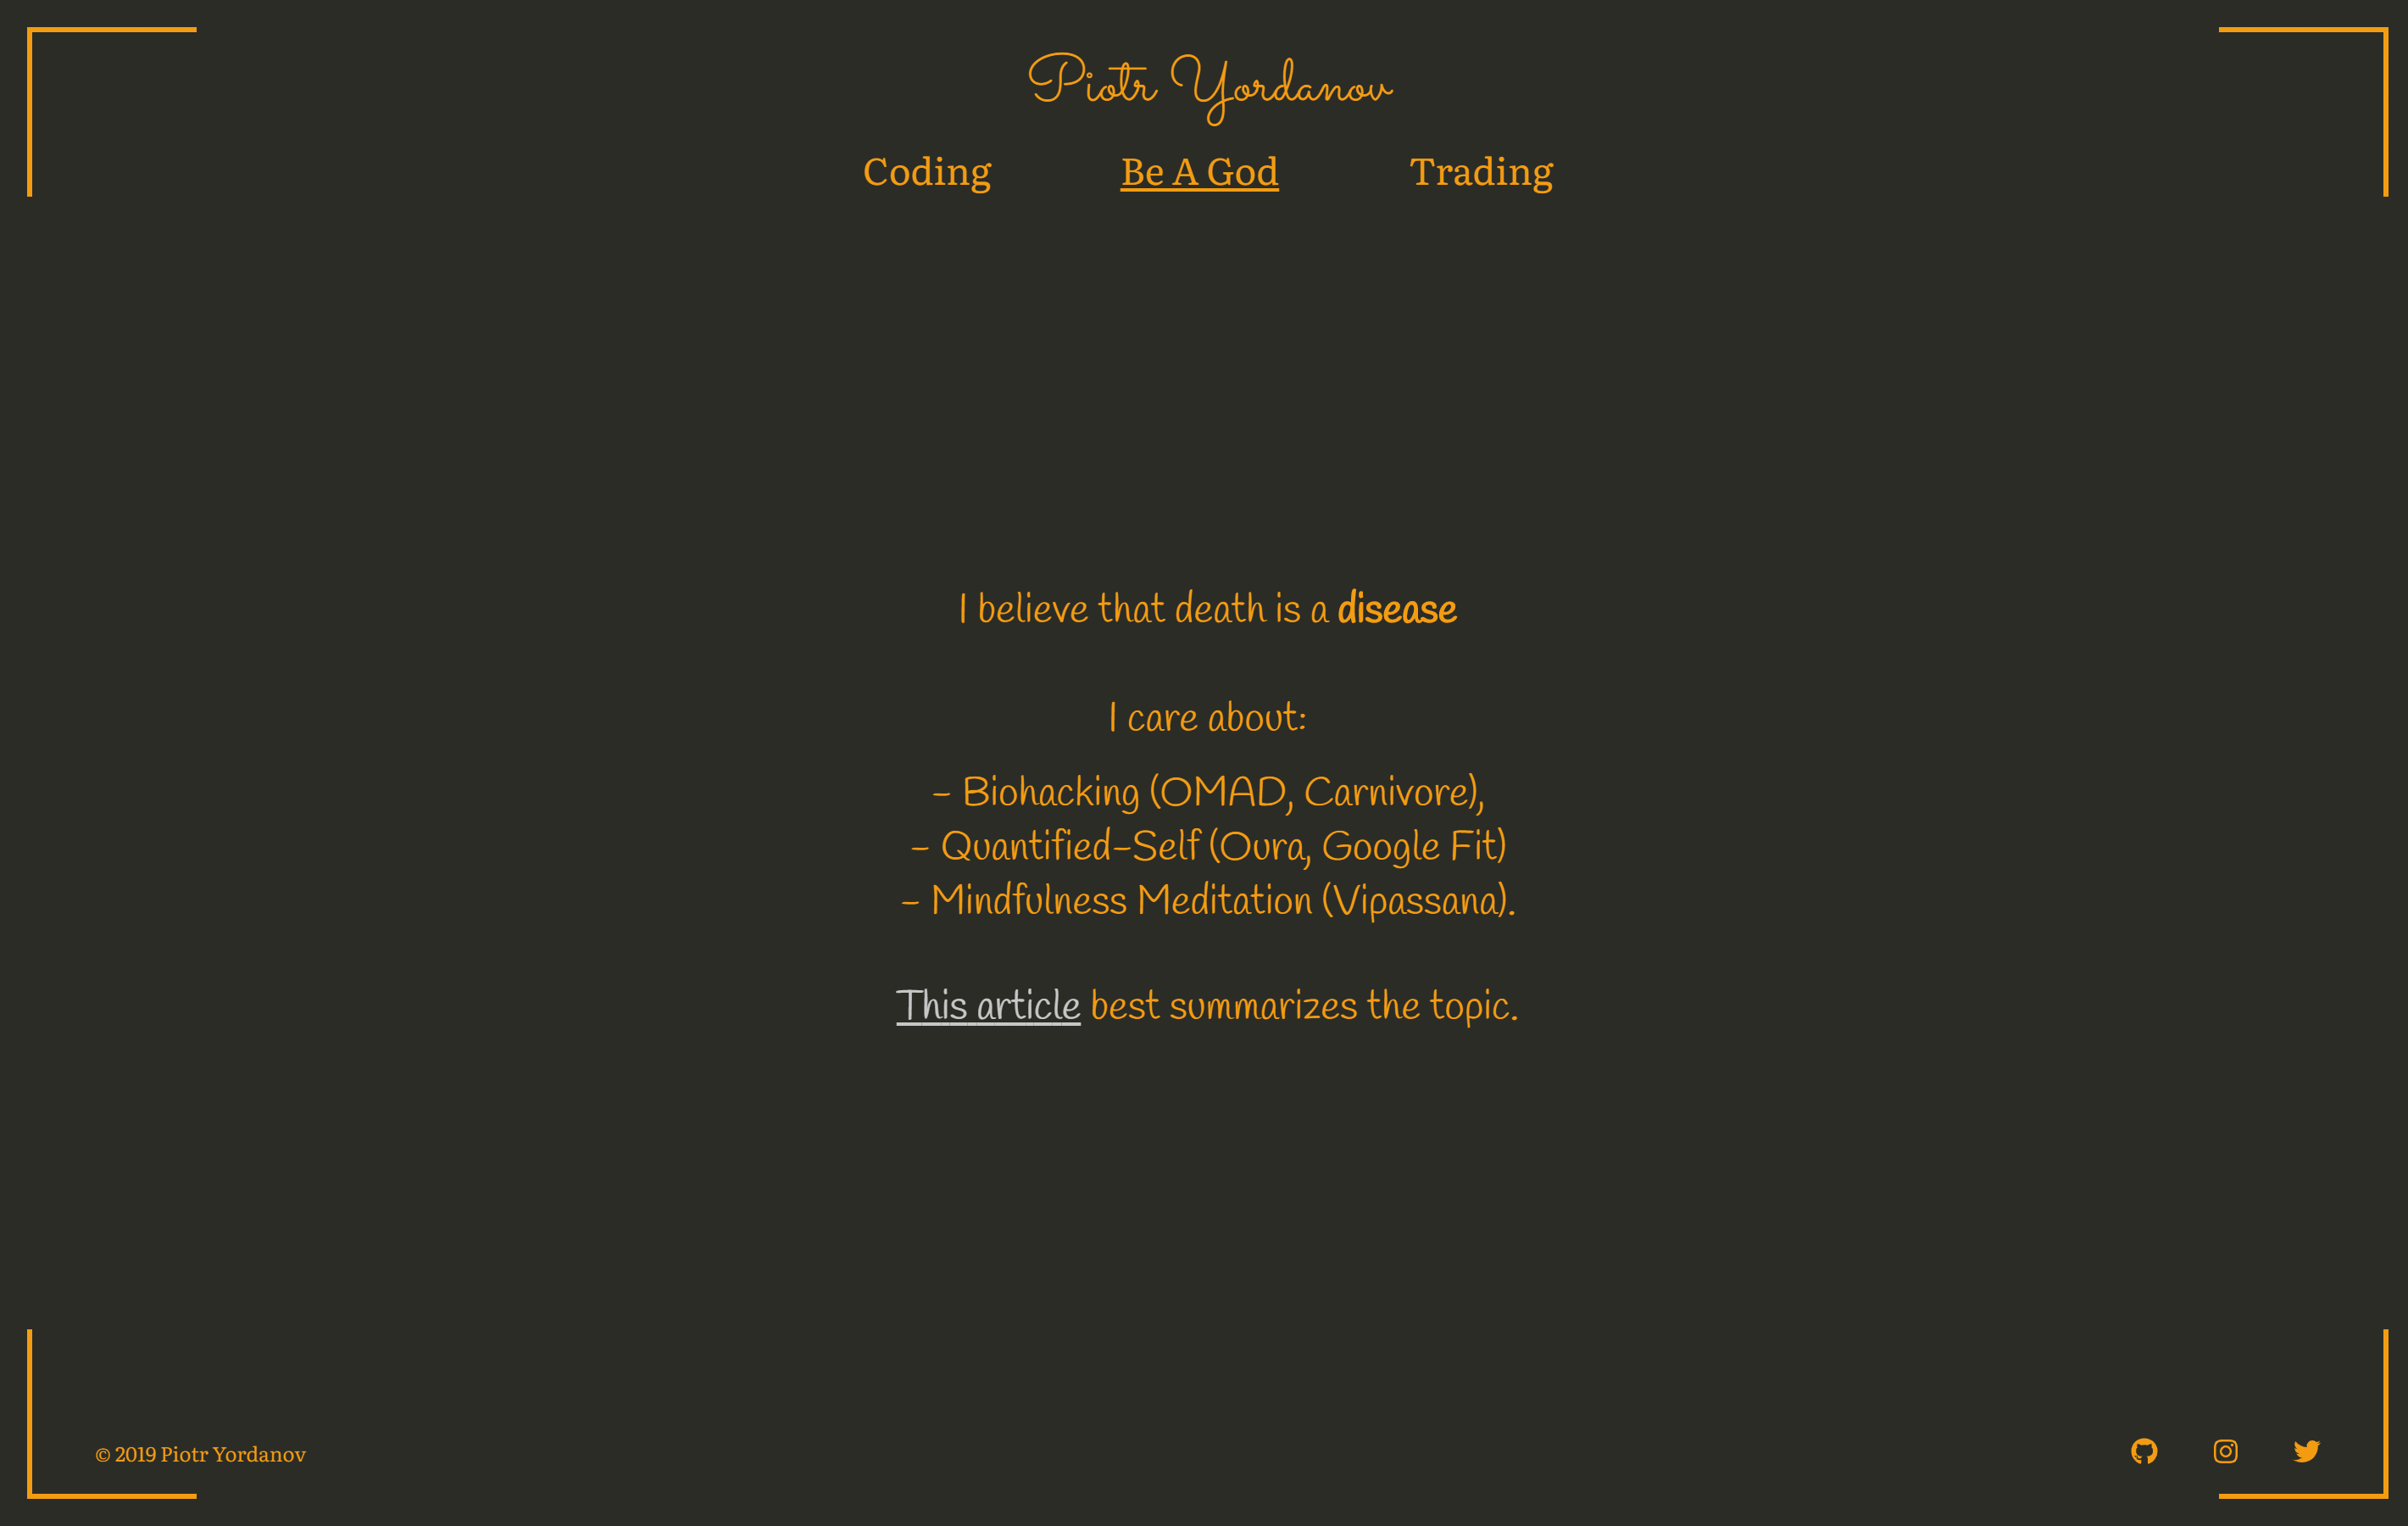 Piotr Yordanov
Coding Be A God Trading
I believe that death is a disease
I care about:
- Biohacking (OMAD, Carnivore),
- Quantified-Self (Oura, Google Fit)
- Mindfulness Meditation (Vipassana).
This article best summarizes the topic.
© 2019 Piotr Yordanov